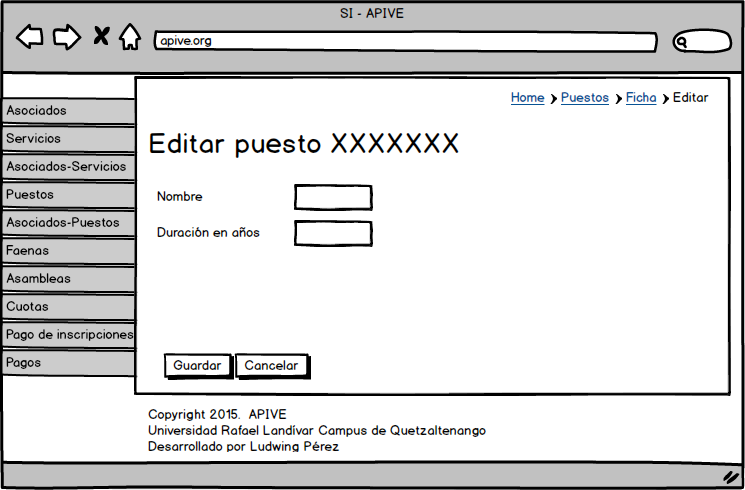 SI - APIVE
apive.org
Home > Puestos > Ficha > Editar
Asociados
Servicios
Asociados-Servicios
Puestos
Asociados-Puestos
Faenas
Asambleas
Cuotas
Pago de inscripciones
Pagos
Editar puesto XXXXXXX
Nombre
Duración en años
Guardar Cancelar
Copyright 2015. APIVE
Universidad Rafael Landívar Campus de Quetzaltenango
Desarrollado por Ludwing Pérez